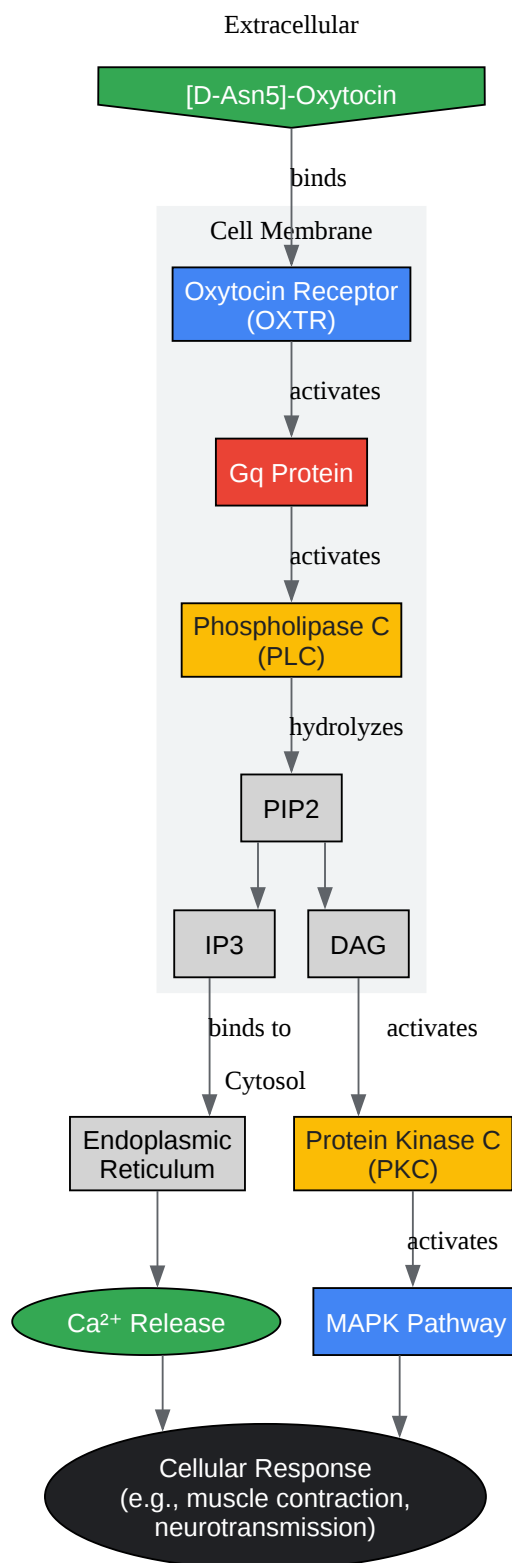 Extracellular
[D-Asn5]-Oxytocin
binds
Cell Membrane
Oxytocin Receptor
(OXTR)
activates
Gq Protein
activates
Phospholipase C
(PLC)
hydrolyzes
PIP2
IP3
DAG
binds to
activates
Cytosol
Endoplasmic
Reticulum
Protein Kinase C
(PKC)
activates
Ca²⁺ Release
MAPK Pathway
Cellular Response
(e.g., muscle contraction,
neurotransmission)